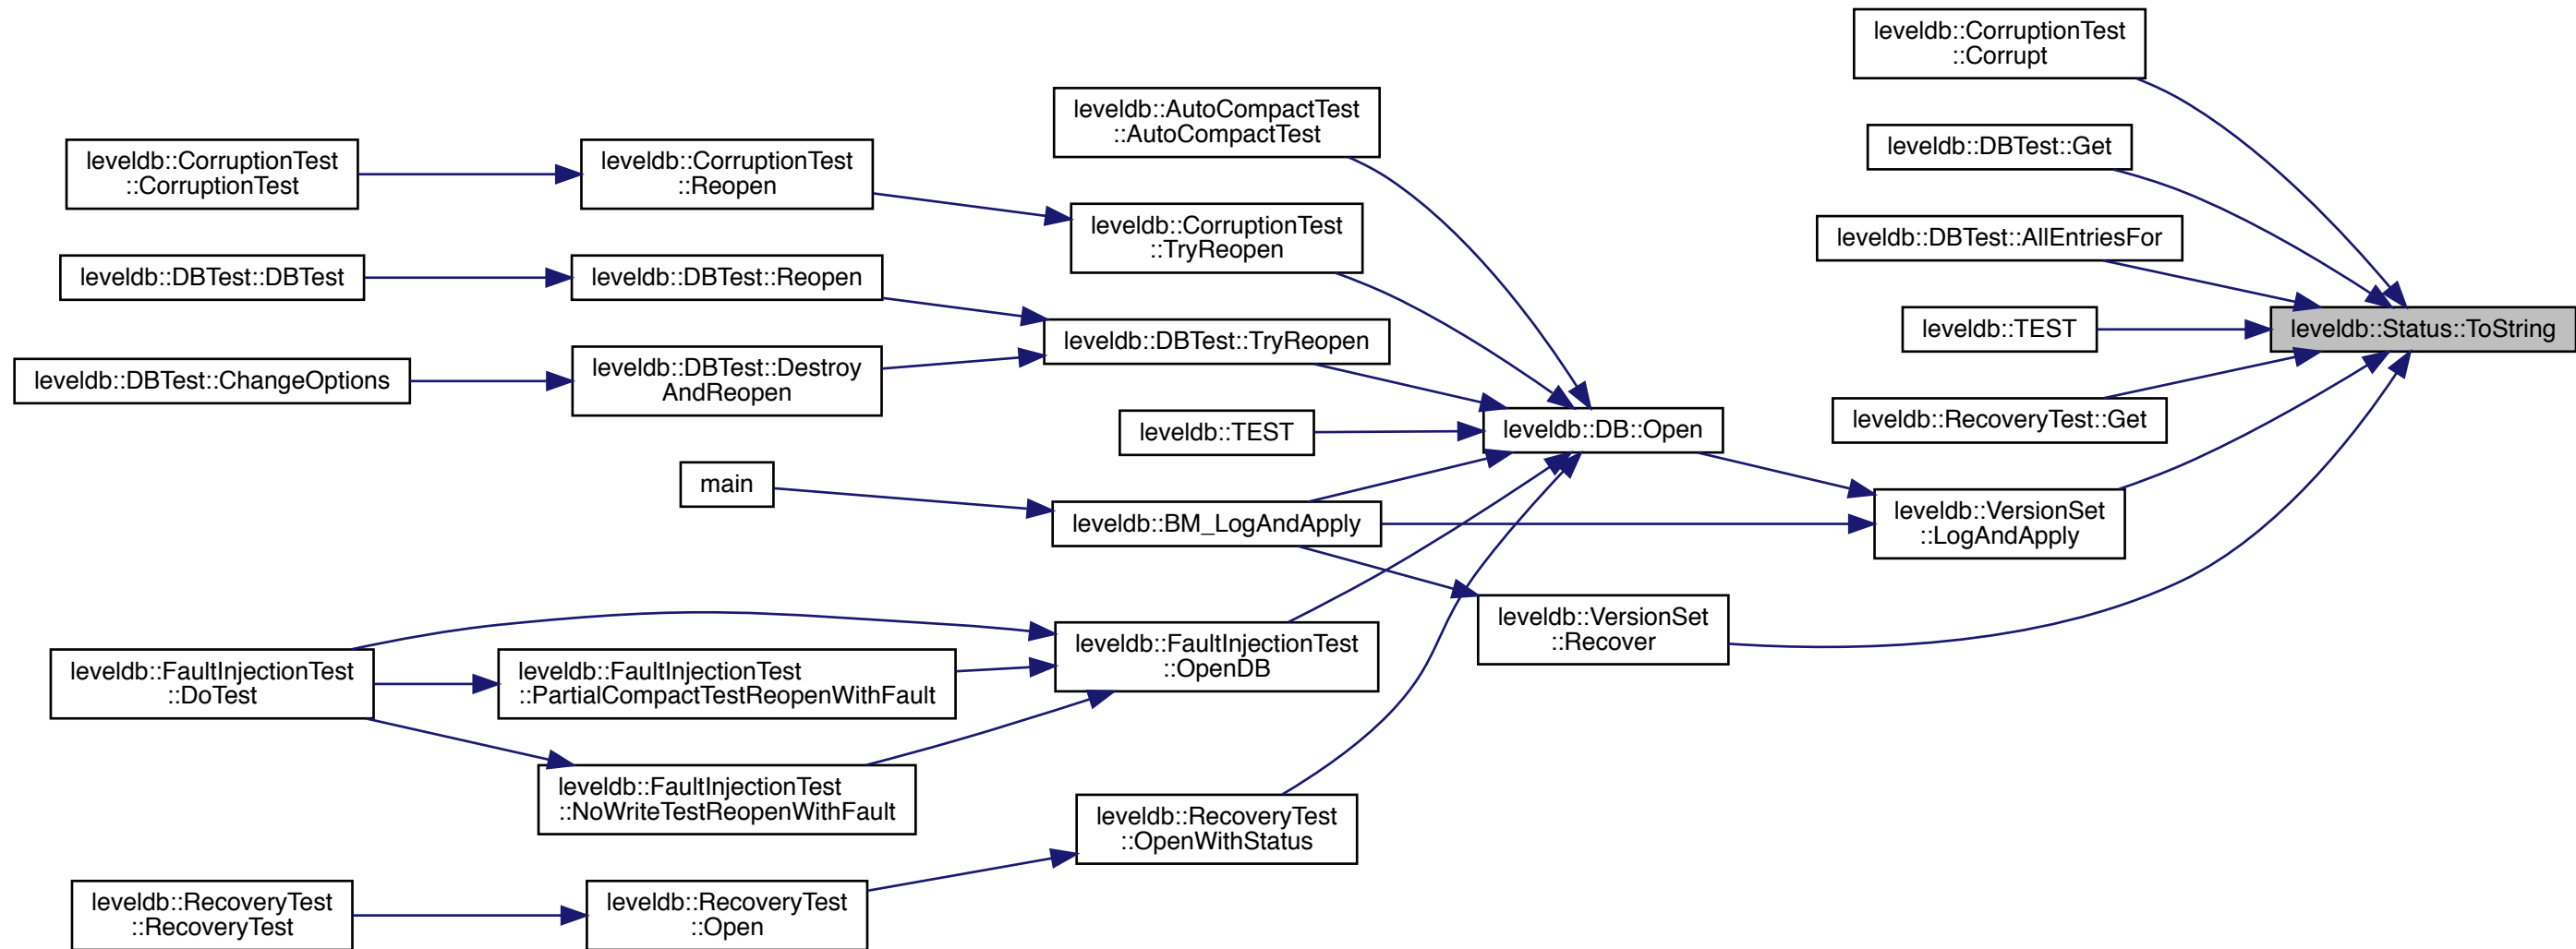 leveldb::CorruptionTest
::Corrupt
leveldb::AutoCompactTest
::AutoCompactTest
leveldb::DBTest::Get
leveldb::CorruptionTest
::CorruptionTest
leveldb::CorruptionTest
::Reopen
leveldb::CorruptionTest
::TryReopen
leveldb::DBTest::AllEntriesFor
leveldb::DBTest::DBTest
leveldb::DBTest::Reopen
leveldb::DBTest::TryReopen
leveldb::TEST
leveldb::Status::ToString
leveldb::DBTest::ChangeOptions
leveldb::DBTest::Destroy
AndReopen
leveldb::TEST
leveldb::DB::Open
leveldb::RecoveryTest::Get
main
leveldb::BM_LogAndApply
leveldb::VersionSet
::LogAndApply
leveldb::VersionSet
::Recover
leveldb::FaultInjectionTest
::DoTest
leveldb::FaultInjectionTest
::PartialCompactTestReopenWithFault
leveldb::FaultInjectionTest
::OpenDB
leveldb::FaultInjectionTest
::NoWriteTestReopenWithFault
leveldb::RecoveryTest
::OpenWithStatus
leveldb::RecoveryTest
::RecoveryTest
leveldb::RecoveryTest
::Open